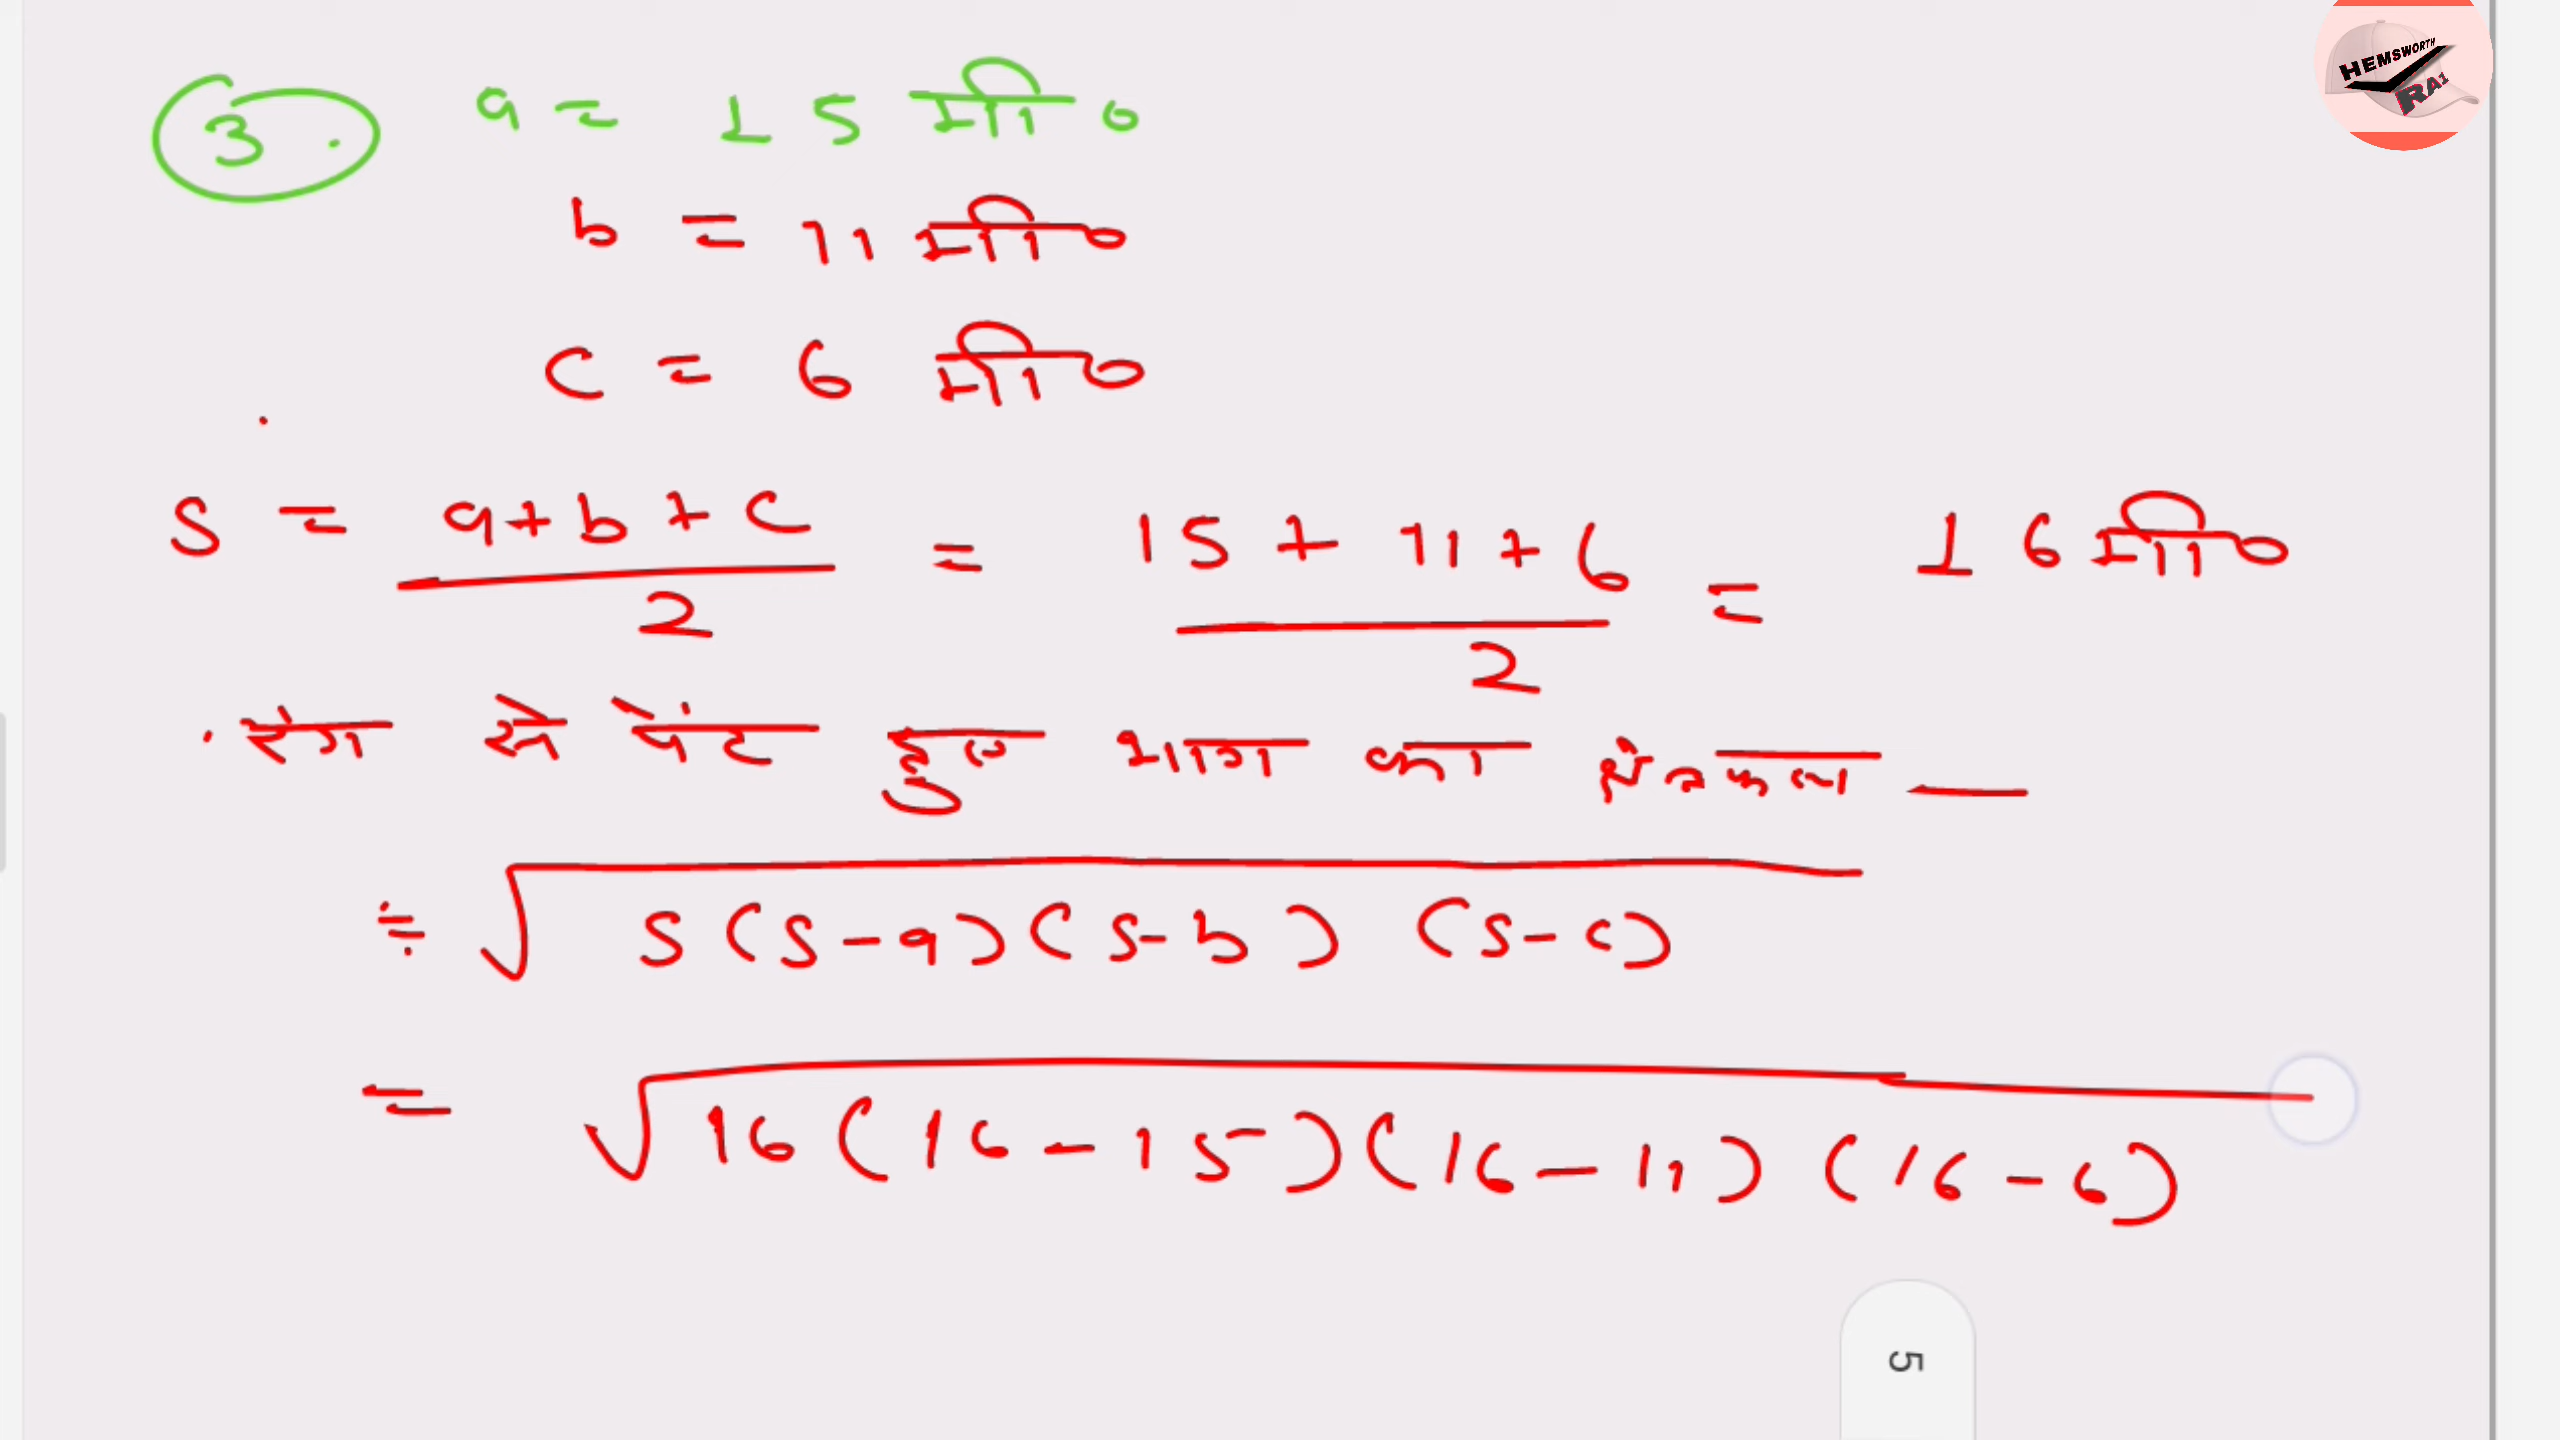 3. a = 15 मी०
b = 11 मी०
c = 6 मी०
s = a+b+c/2 = 15+11+6/2 = 16 मी०
रंग से पेंट हुए भाग का क्षेत्रफल —
= √s(s-a)(s-b)(s-c)
= √16(16-15)(16-11)(16-6)
HEMSWORTH
RA1
5